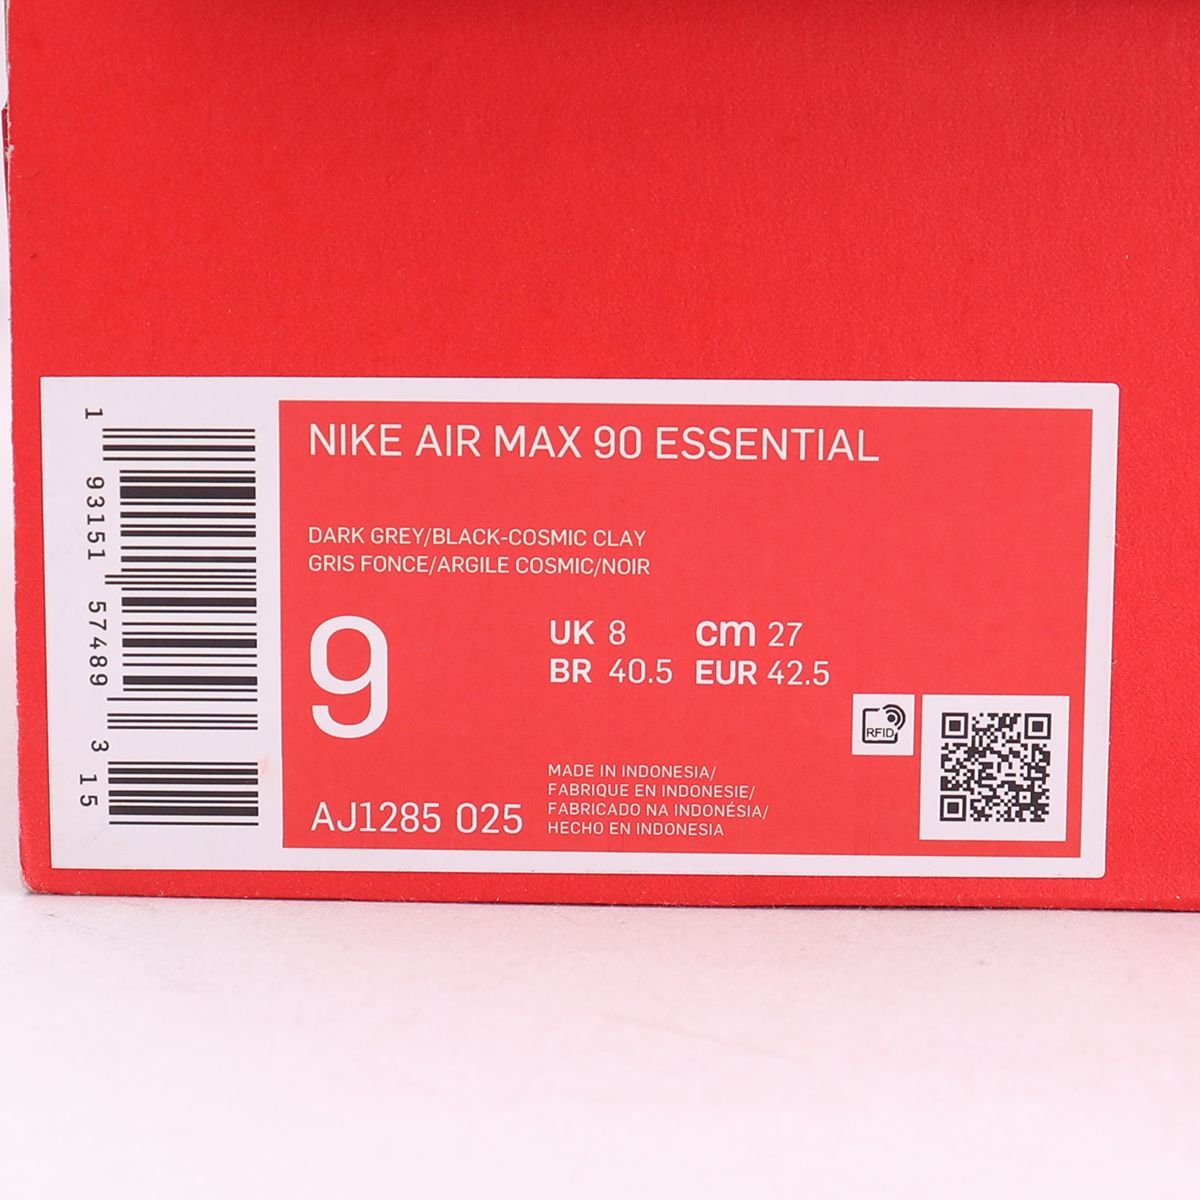 NIKE AIR MAX 90 ESSENTIAL
DARK GREY/BLACK-COSMIC CLAY
GRIS FONCE/ARGILE COSMIC/NOIR
9
UK 8 cm 27
BR 40.5 EUR 42.5
RFID
AJ1285 025
MADE IN INDONESIA/
FABRIQUE EN INDONESIE/
FABRICADO NA INDONÉSIA/
HECHO EN INDONESIA
1 93151 57489 3 15